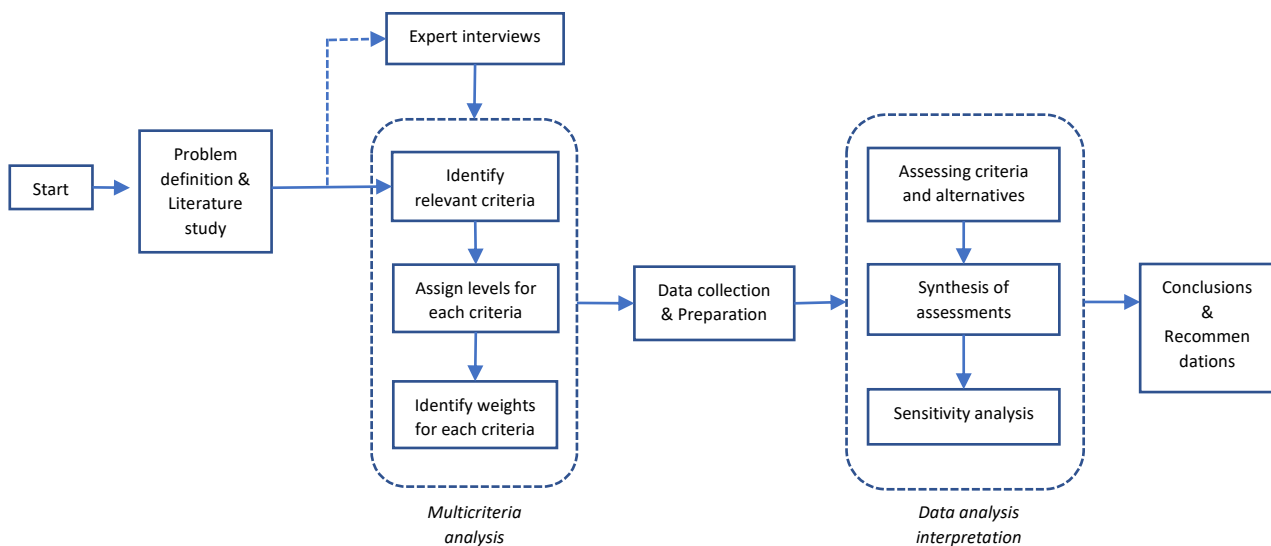 Start
Problem
definition &
Literature
study
Expert interviews
Identify
relevant criteria
Assign levels for
each criteria
Identify weights
for each criteria
Multicriteria
analysis
Data collection
& Preparation
Assessing criteria
and alternatives
Synthesis of
assessments
Sensitivity analysis
Data analysis
interpretation
Conclusions
&
Recommen
dations